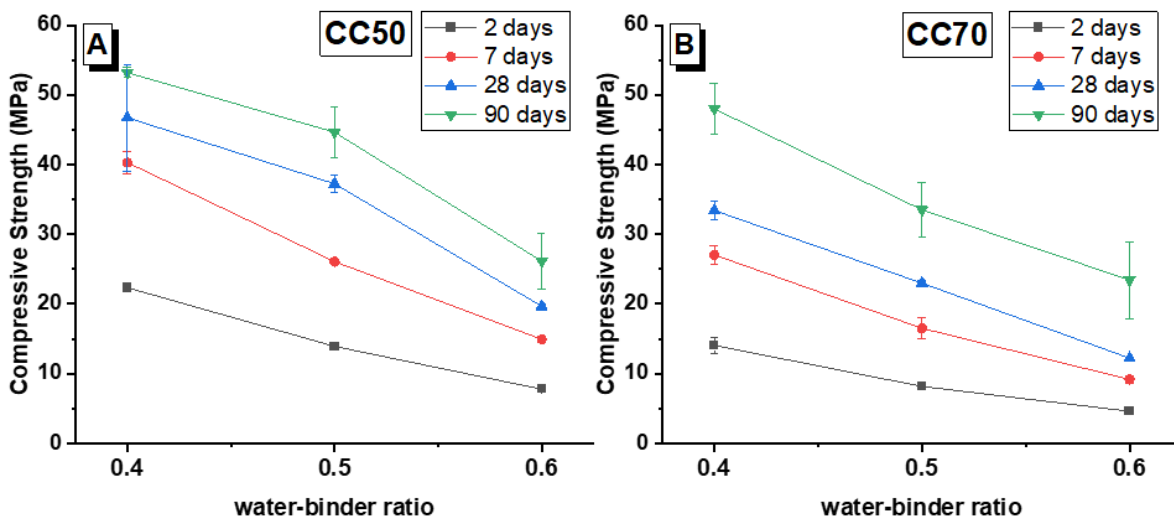 A
CC50
2 days
7 days
28 days
90 days
Compressive Strength (MPa)
60
50
40
30
20
10
0
0.4
0.5
0.6
water-binder ratio
B
CC70
2 days
7 days
28 days
90 days
Compressive Strength (MPa)
60
50
40
30
20
10
0
0.4
0.5
0.6
water-binder ratio